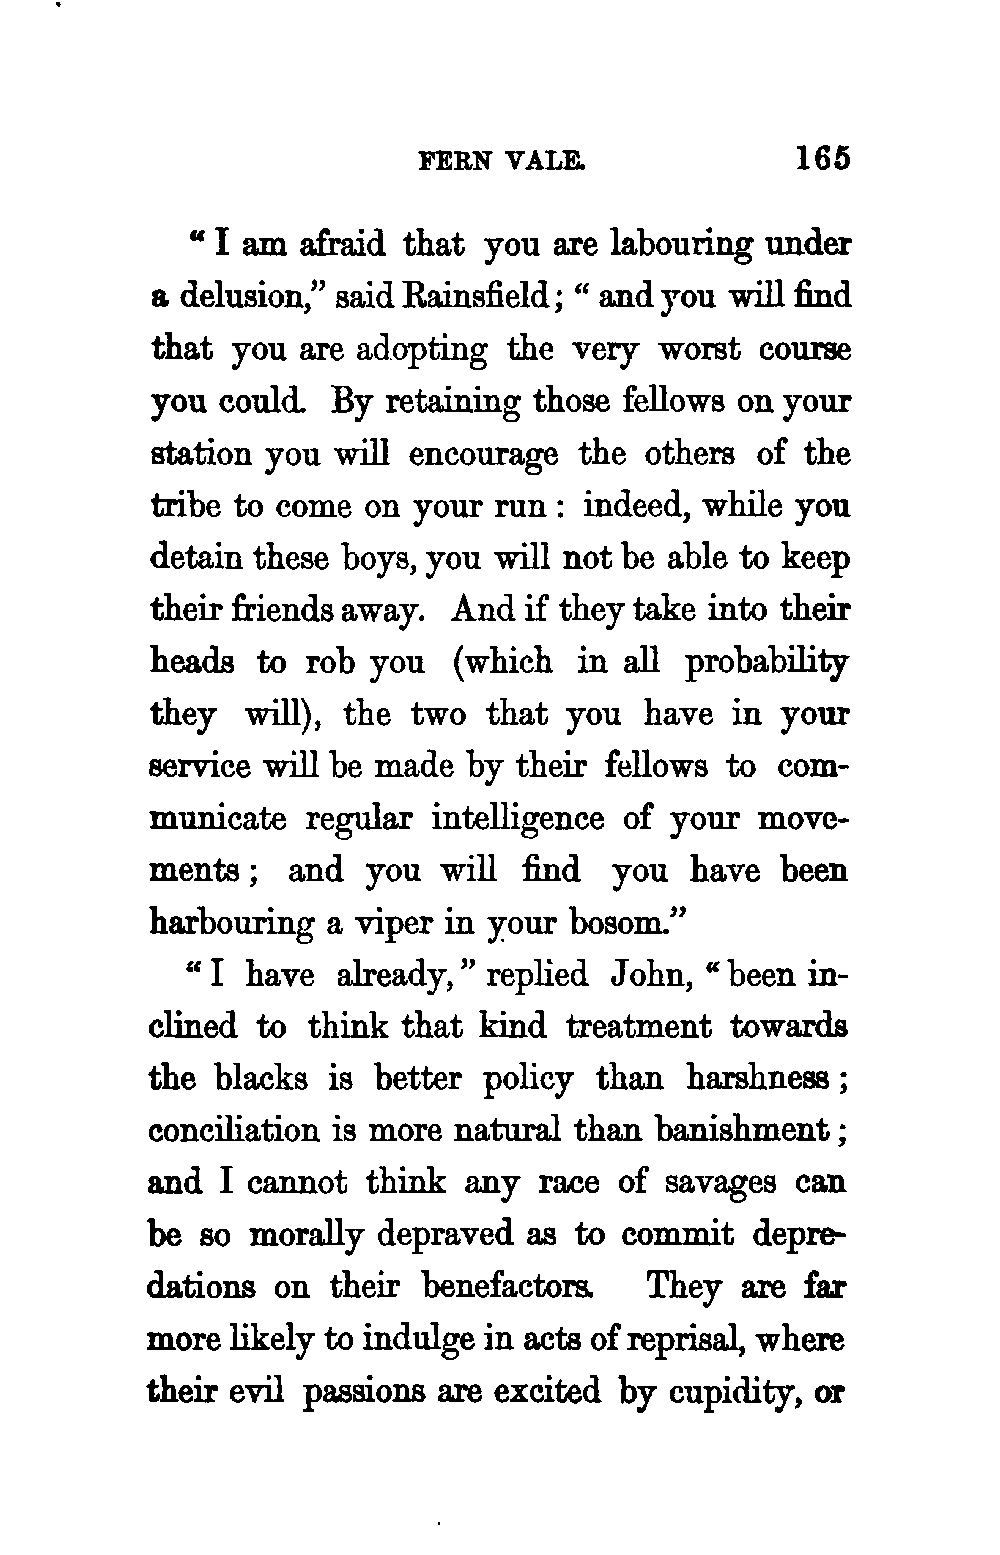 FERN VALE. 165
“ I am afraid that you are labouring under
a delusion,” said Rainsfield; “ and you will find
that you are adopting the very worst course
you could. By retaining those fellows on your
station you will encourage the others of the
tribe to come on your run : indeed, while you
detain these boys, you will not be able to keep
their friends away. And if they take into their
heads to rob you (which in all probability
they will), the two that you have in your
service will be made by their fellows to com-
municate regular intelligence of your move-
ments ; and you will find you have been
harbouring a viper in your bosom.”
“ I have already,” replied John, “ been in-
clined to think that kind treatment towards
the blacks is better policy than harshness ;
conciliation is more natural than banishment ;
and I cannot think any race of savages can
be so morally depraved as to commit depre-
dations on their benefactors. They are far
more likely to indulge in acts of reprisal, where
their evil passions are excited by cupidity, or